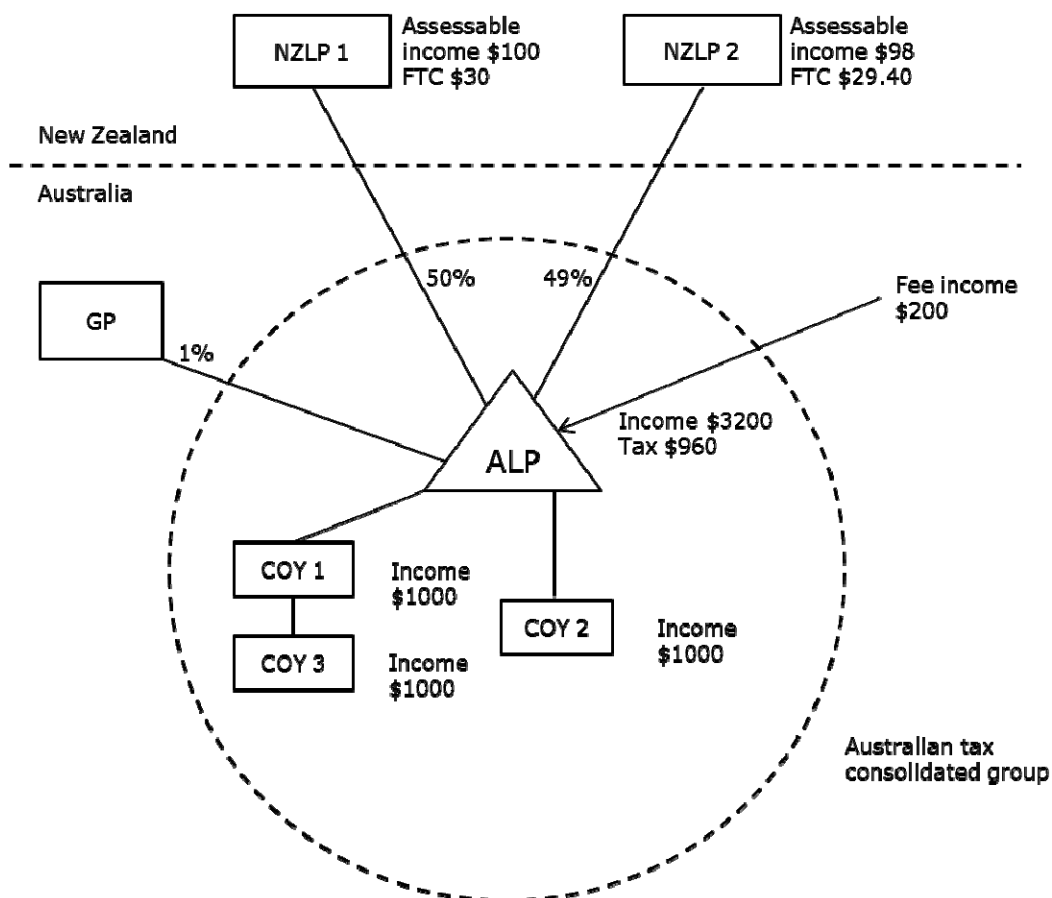 NZLP 1
Assessable
income $100
FTC $30
NZLP 2
Assessable
income $98
FTC $29.40
New Zealand
Australia
50%
49%
Fee income
$200
GP
1%
Income $3200
Tax $960
ALP
COY 1
Income
$1000
COY 2
Income
$1000
COY 3
Income
$1000
Australian tax
consolidated group